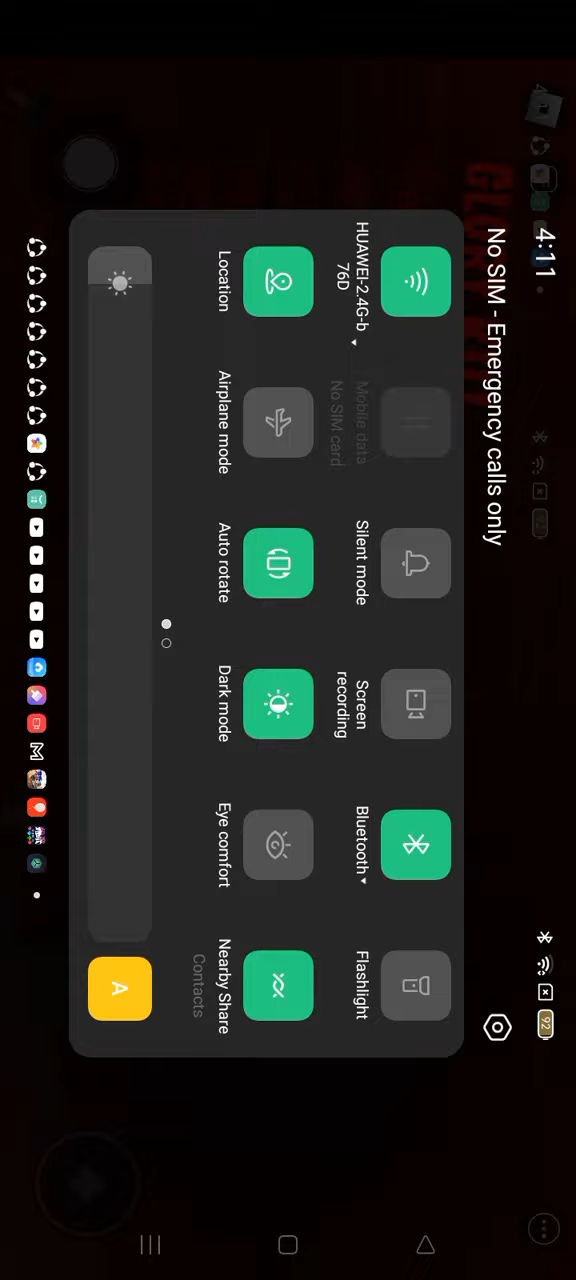 4:11
92
No SIM - Emergency calls only
HUAWEI-2.4G-b
76D
Mobile data
No SIM card
Silent mode
Screen
recording
Bluetooth
Flashlight
Location
Airplane mode
Auto rotate
Dark mode
Eye comfort
Nearby Share
Contacts
A